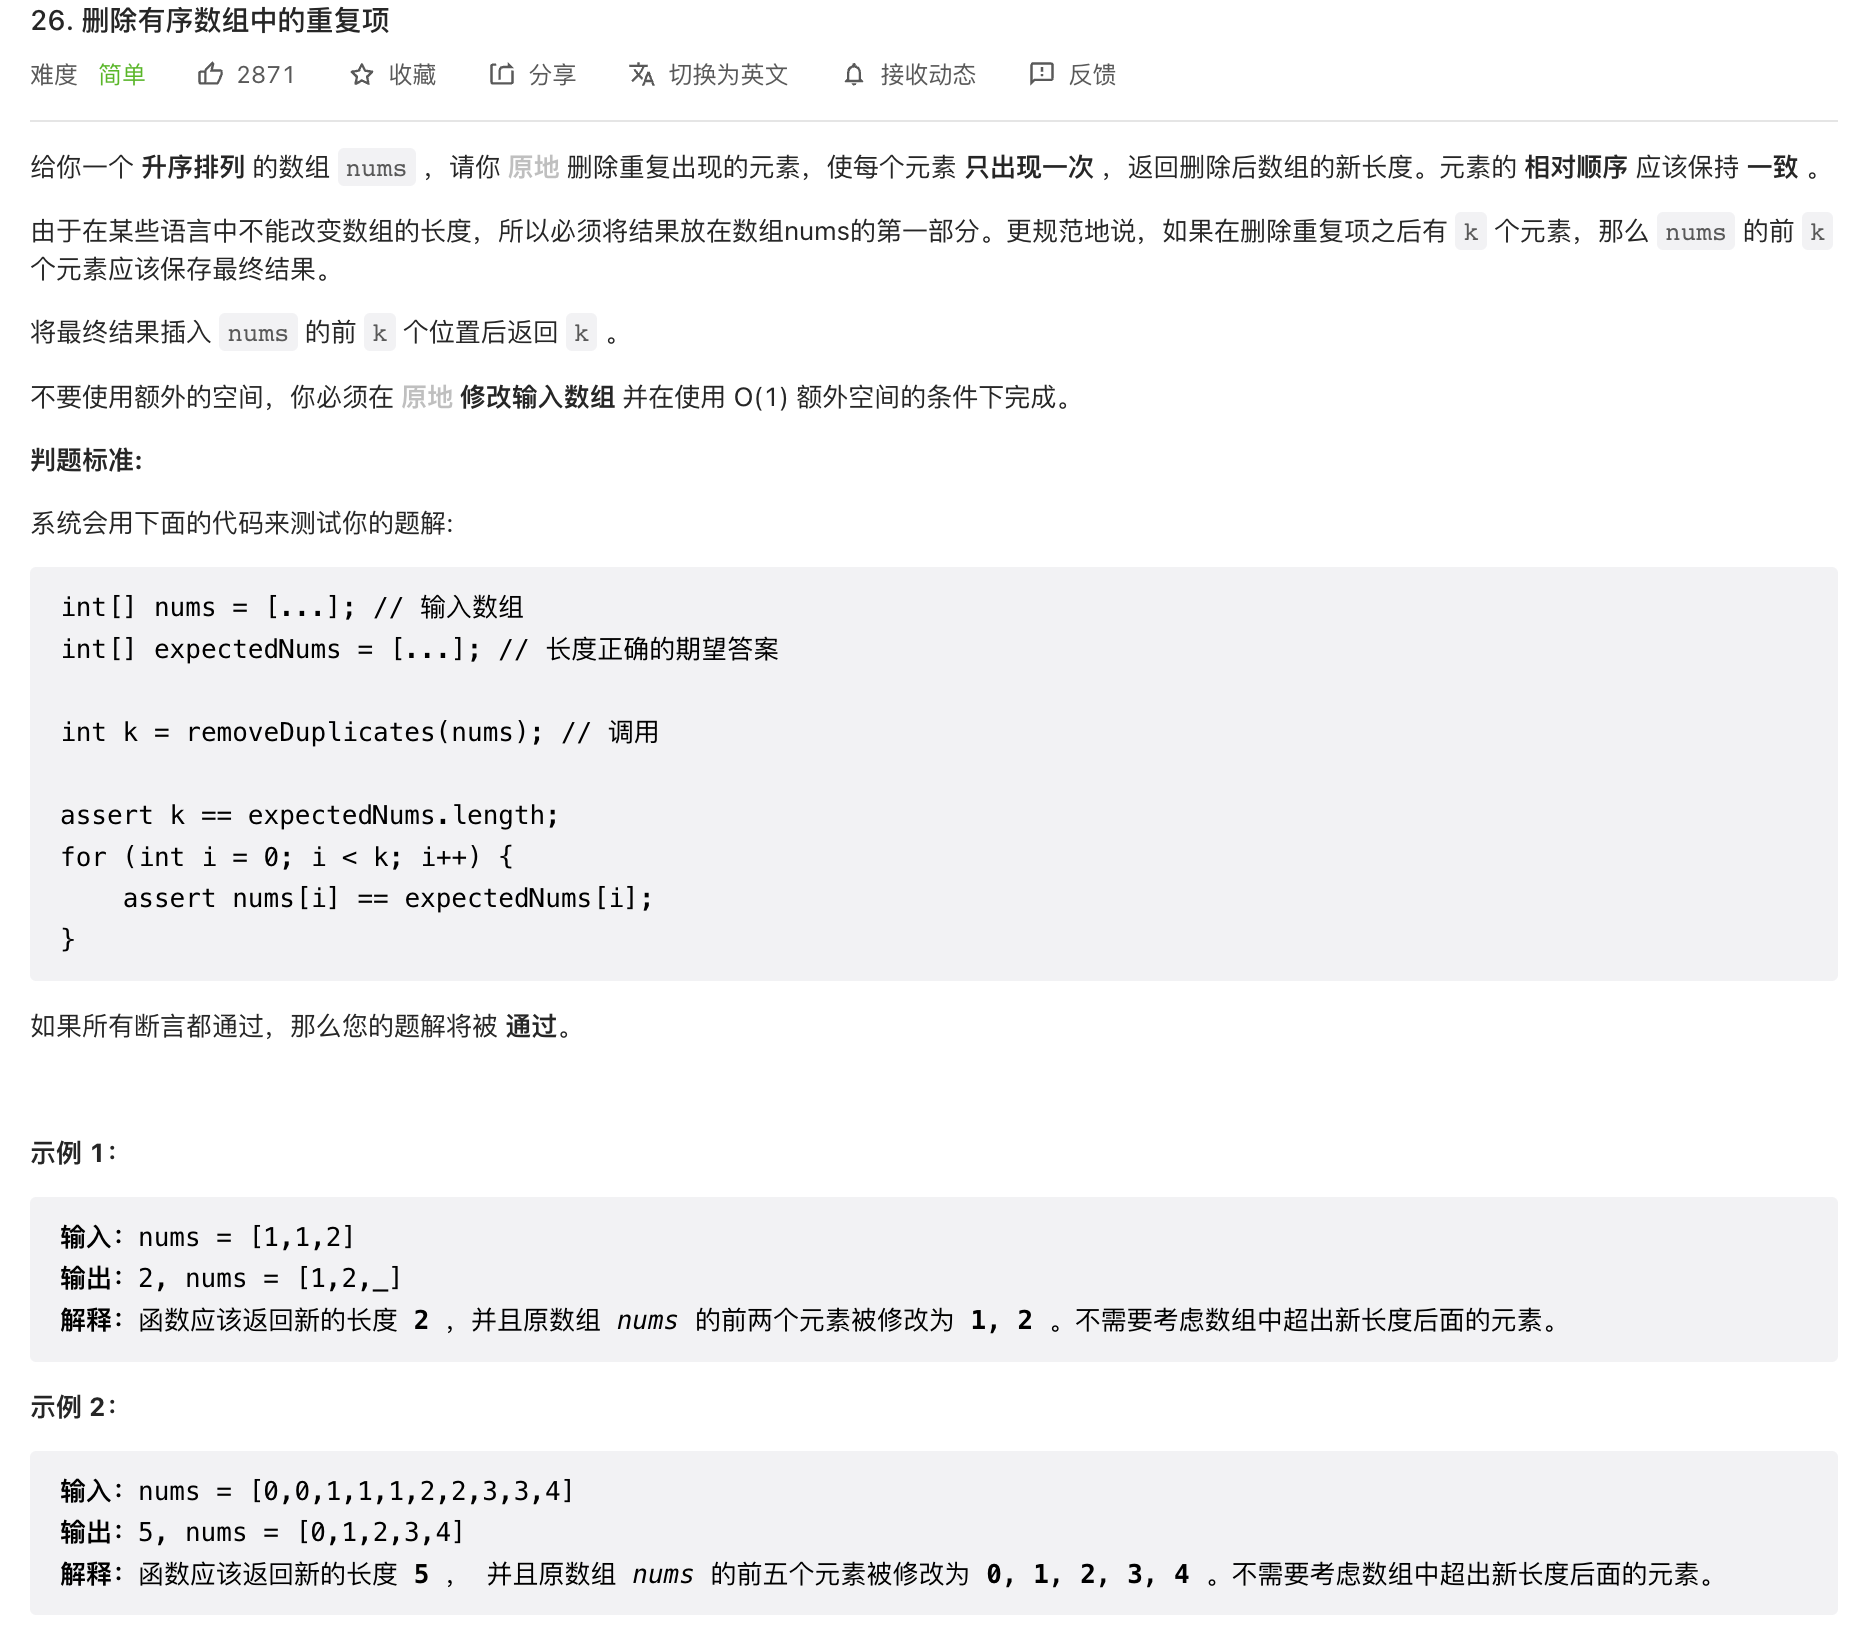 26. 删除有序数组中的重复项
难度 简单 2871 收藏 分享 切换为英文 接收动态 反馈
给你一个 升序排列 的数组 nums ，请你 原地 删除重复出现的元素，使每个元素 只出现一次 ，返回删除后数组的新长度。元素的 相对顺序 应该保持 一致 。
由于在某些语言中不能改变数组的长度，所以必须将结果放在数组nums的第一部分。更规范地说，如果在删除重复项之后有 k 个元素，那么 nums 的前 k
个元素应该保存最终结果。
将最终结果插入 nums 的前 k 个位置后返回 k 。
不要使用额外的空间，你必须在 原地 修改输入数组 并在使用 O(1) 额外空间的条件下完成。
判题标准:
系统会用下面的代码来测试你的题解:
int[] nums = [...]; // 输入数组
int[] expectedNums = [...]; // 长度正确的期望答案
int k = removeDuplicates(nums); // 调用
assert k == expectedNums.length;
for (int i = 0; i < k; i++) {
    assert nums[i] == expectedNums[i];
}
如果所有断言都通过，那么您的题解将被 通过。
示例 1：
输入：nums = [1,1,2]
输出：2, nums = [1,2,_]
解释：函数应该返回新的长度 2 ，并且原数组 nums 的前两个元素被修改为 1, 2 。不需要考虑数组中超出新长度后面的元素。
示例 2：
输入：nums = [0,0,1,1,1,2,2,3,3,4]
输出：5, nums = [0,1,2,3,4]
解释：函数应该返回新的长度 5 ， 并且原数组 nums 的前五个元素被修改为 0, 1, 2, 3, 4 。不需要考虑数组中超出新长度后面的元素。